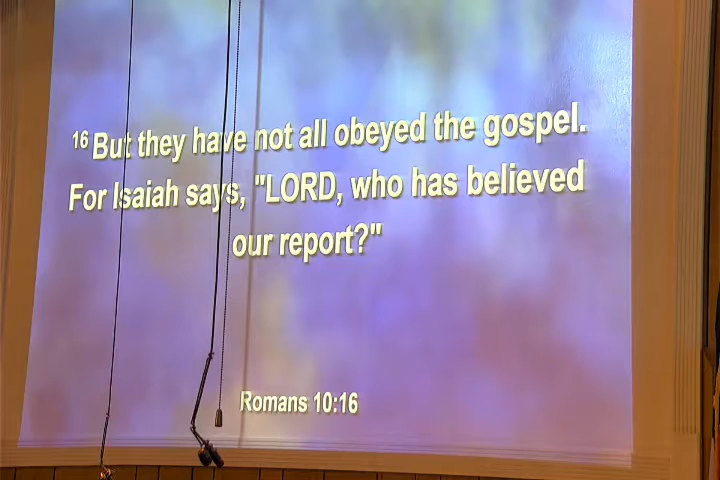 16 But they have not all obeyed the gospel.
For Isaiah says, "LORD, who has believed
our report?"
Romans 10:16